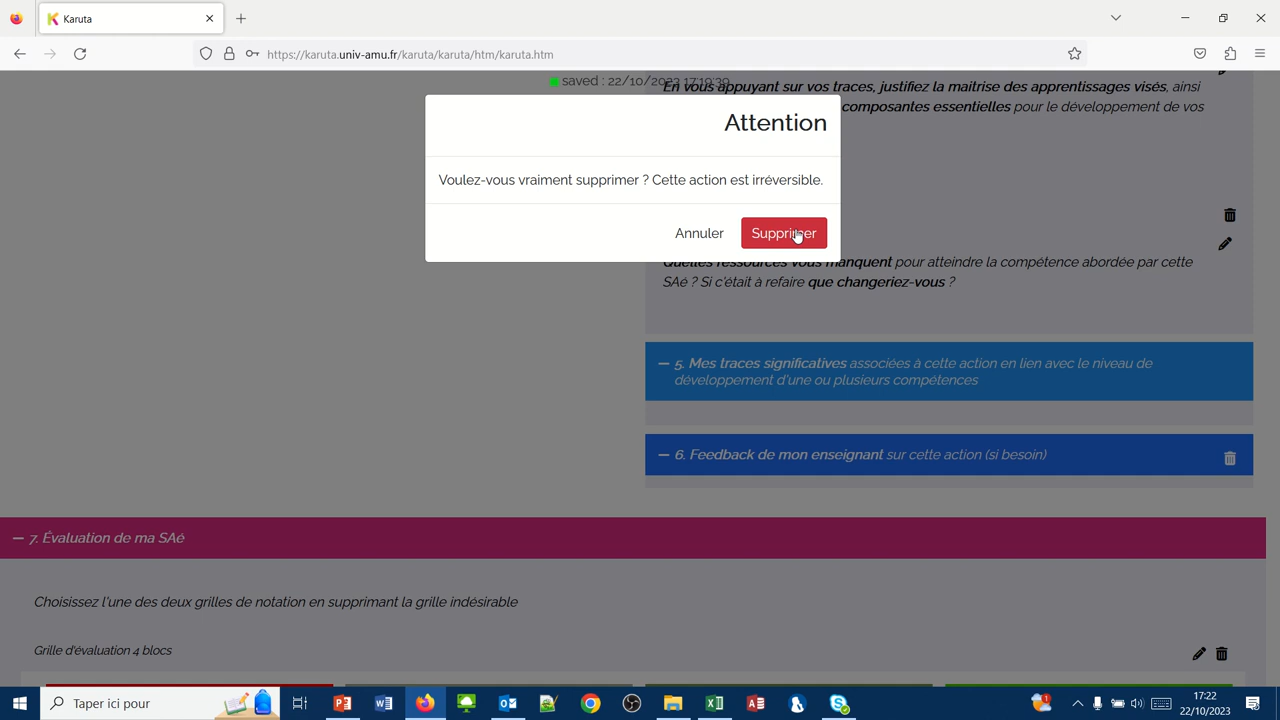 Karuta
https://karuta.univ-amu.fr/karuta/karuta/htm/karuta.htm
saved : 22/10/2023 17:19:39
En vous appuyant sur vos traces, justifiez la maitrise des apprentissages visés, ainsi
composantes essentielles pour le développement de vos
Attention
Voulez-vous vraiment supprimer ? Cette action est irréversible.
Annuler
Supprimer
Quelles ressources vous manquent pour atteindre la compétence abordée par cette
SAé ? Si c'était à refaire que changeriez-vous ?
5. Mes traces significatives associées à cette action en lien avec le niveau de
développement d'une ou plusieurs compétences
6. Feedback de mon enseignant sur cette action (si besoin)
7. Évaluation de ma SAé
Choisissez l'une des deux grilles de notation en supprimant la grille indésirable
Grille d'évaluation 4 blocs
Taper ici pour
17:22
22/10/2023